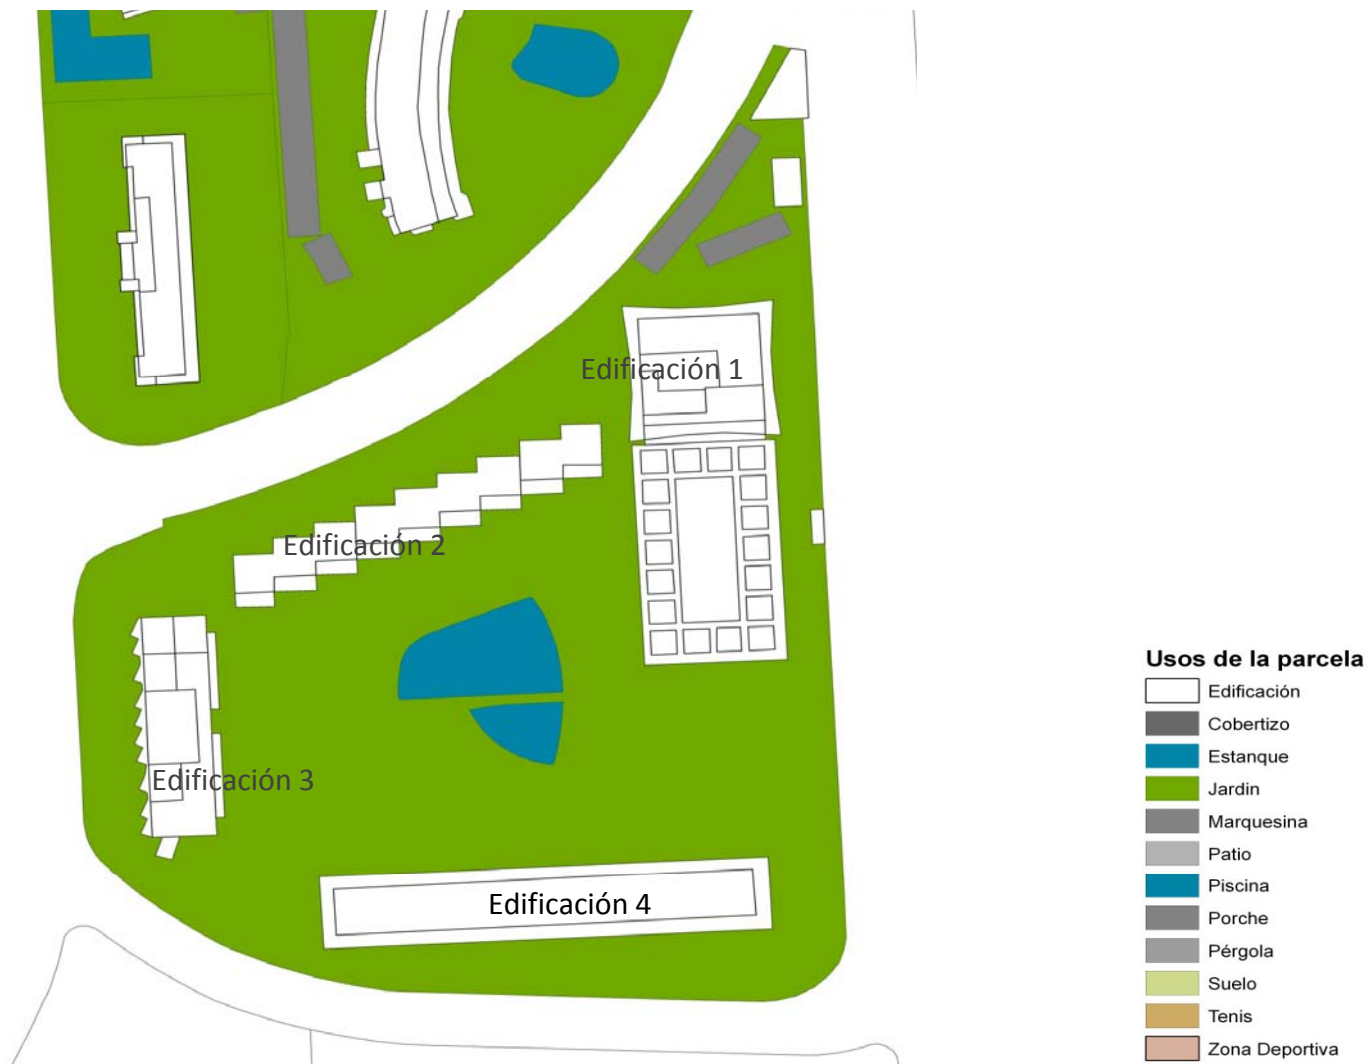 Edificación 1
Edificación 2
Edificación 3
Edificación 4
Usos de la parcela
Edificación
Cobertizo
Estanque
Jardin
Marquesina
Patio
Piscina
Porche
Pérgola
Suelo
Tenis
Zona Deportiva